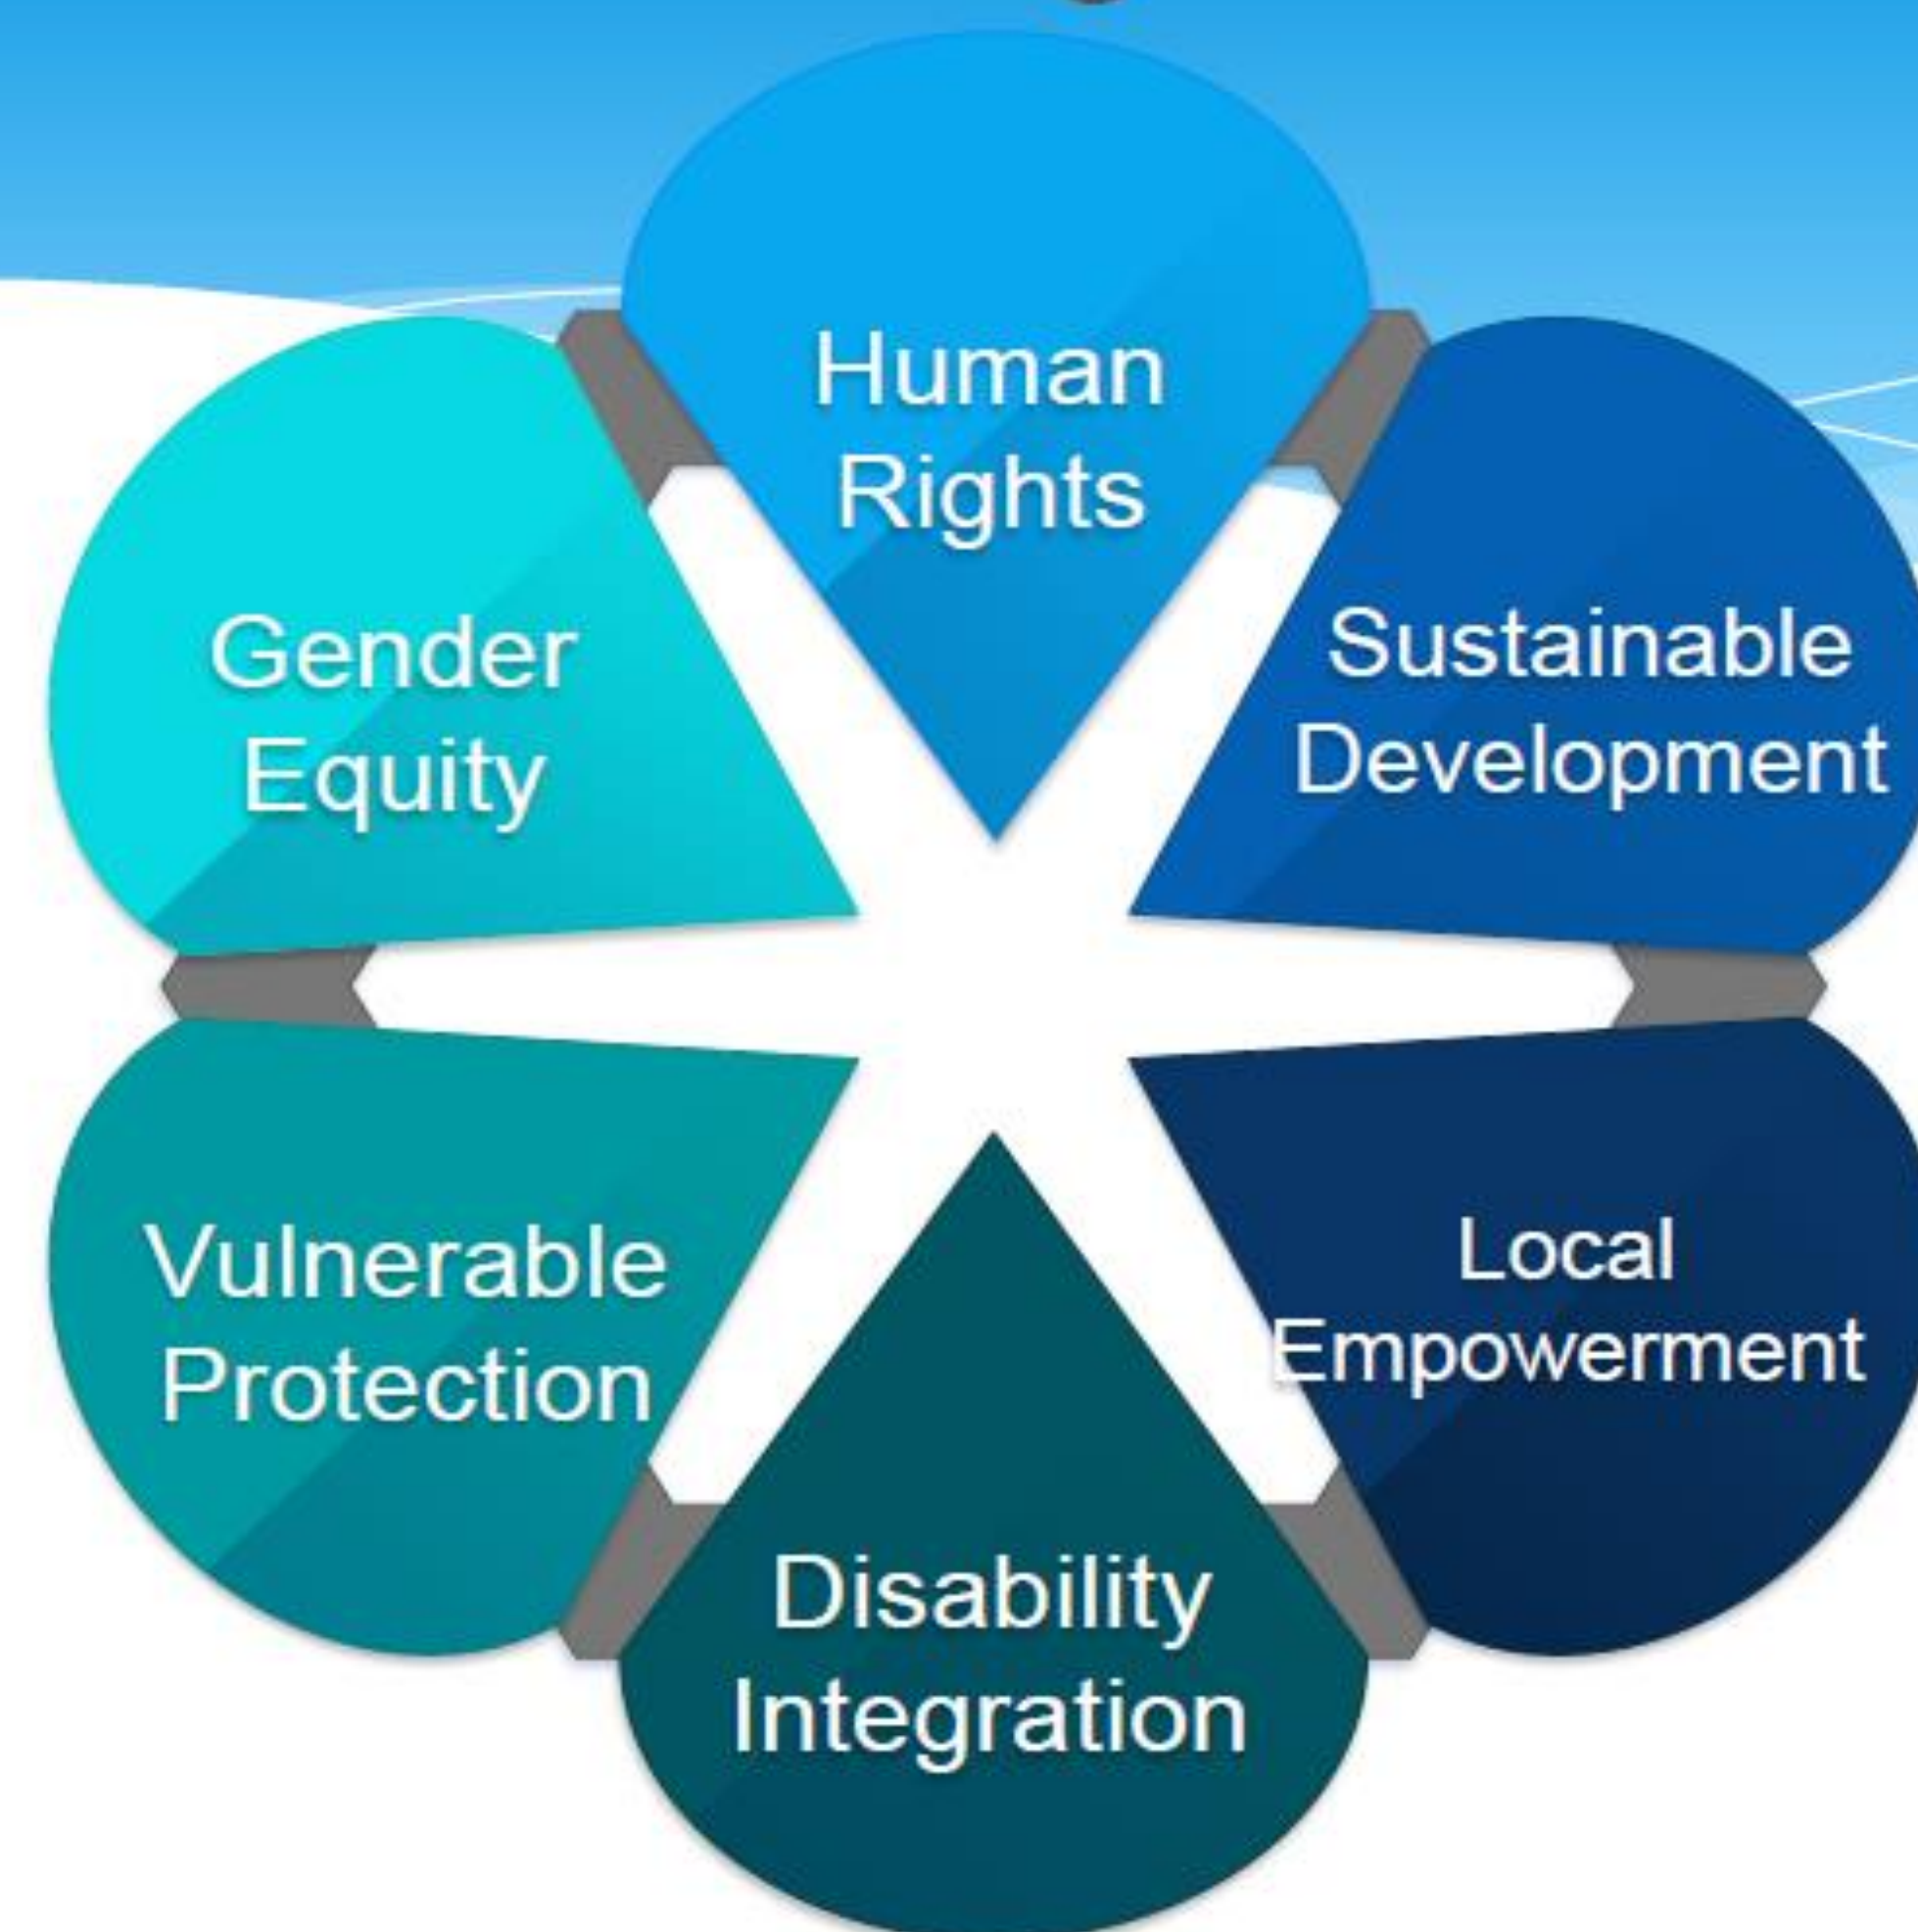 Human
Rights
Sustainable
Development
Local
Empowerment
Disability
Integration
Vulnerable
Protection
Gender
Equity